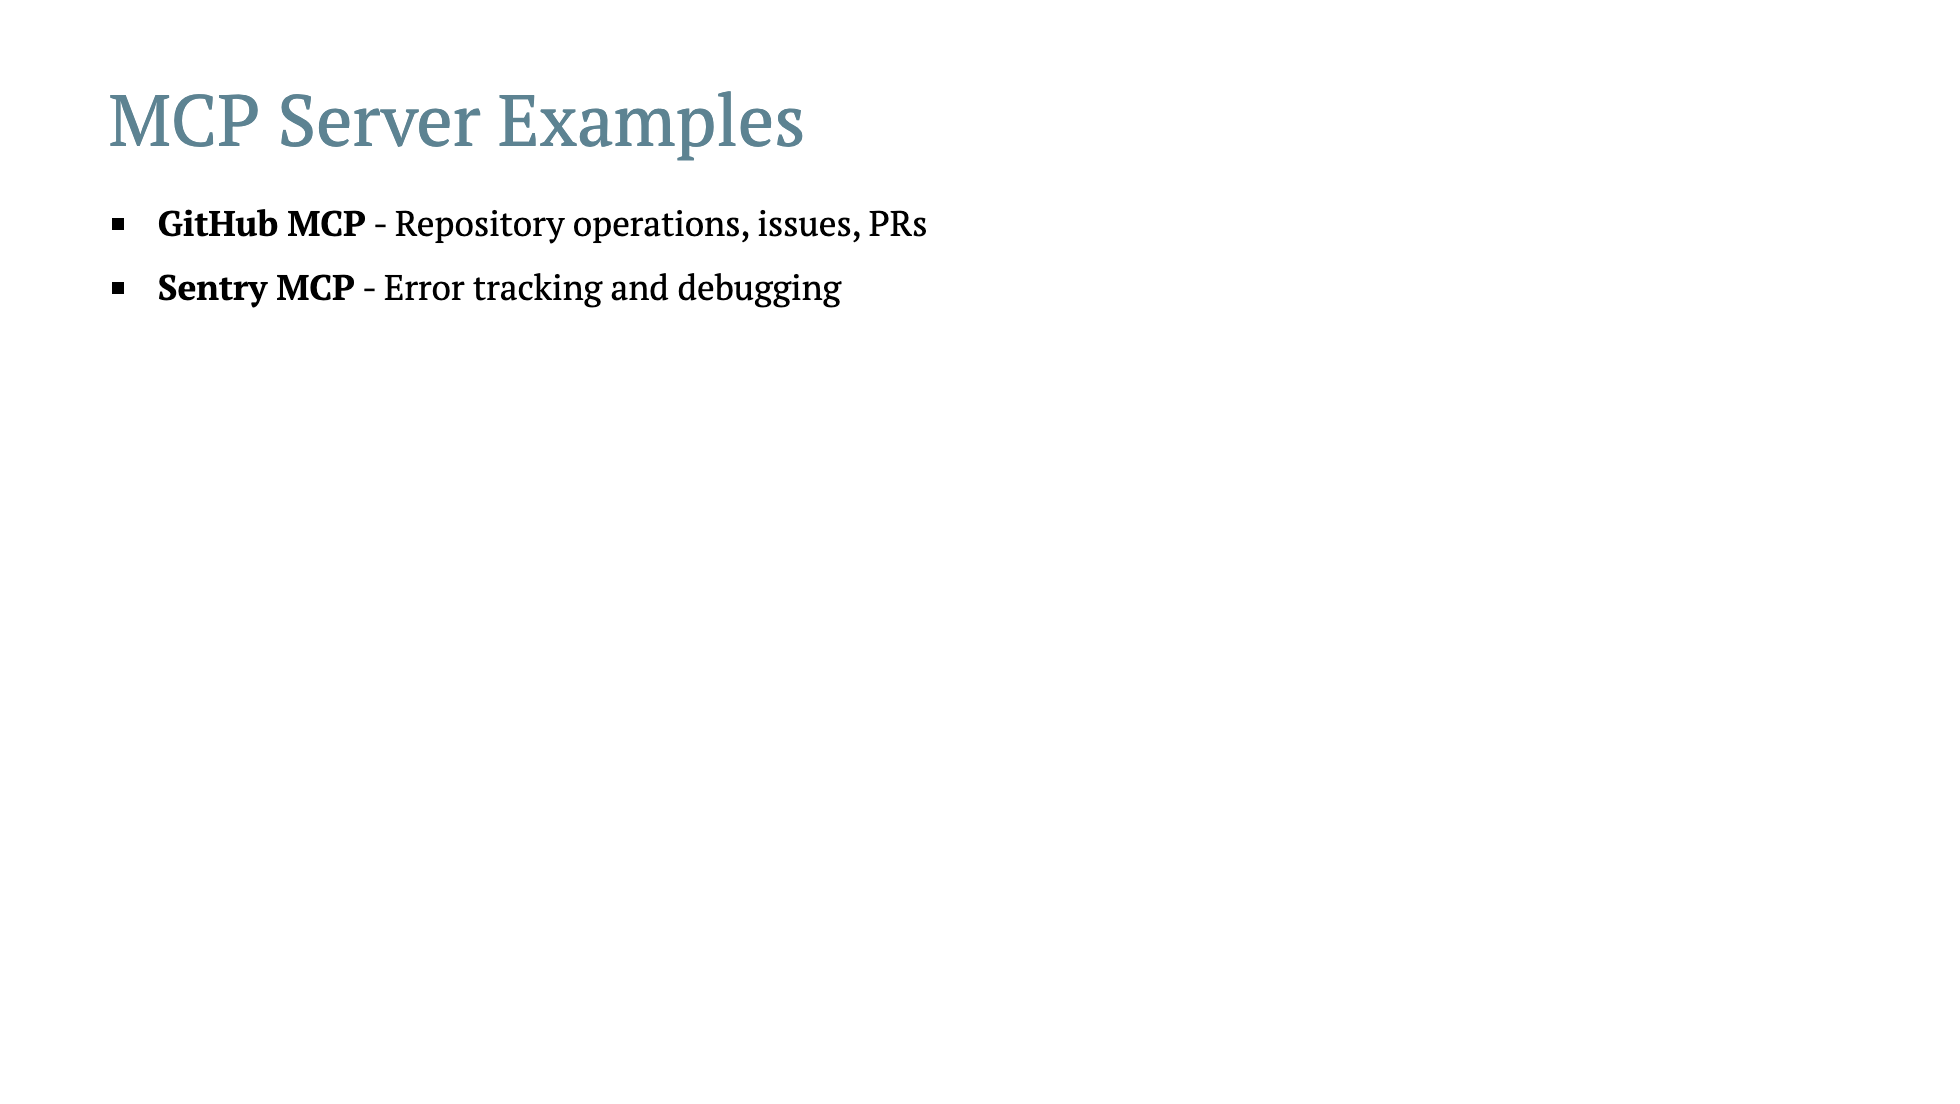 MCP Server Examples
▪ GitHub MCP - Repository operations, issues, PRs
▪ Sentry MCP - Error tracking and debugging